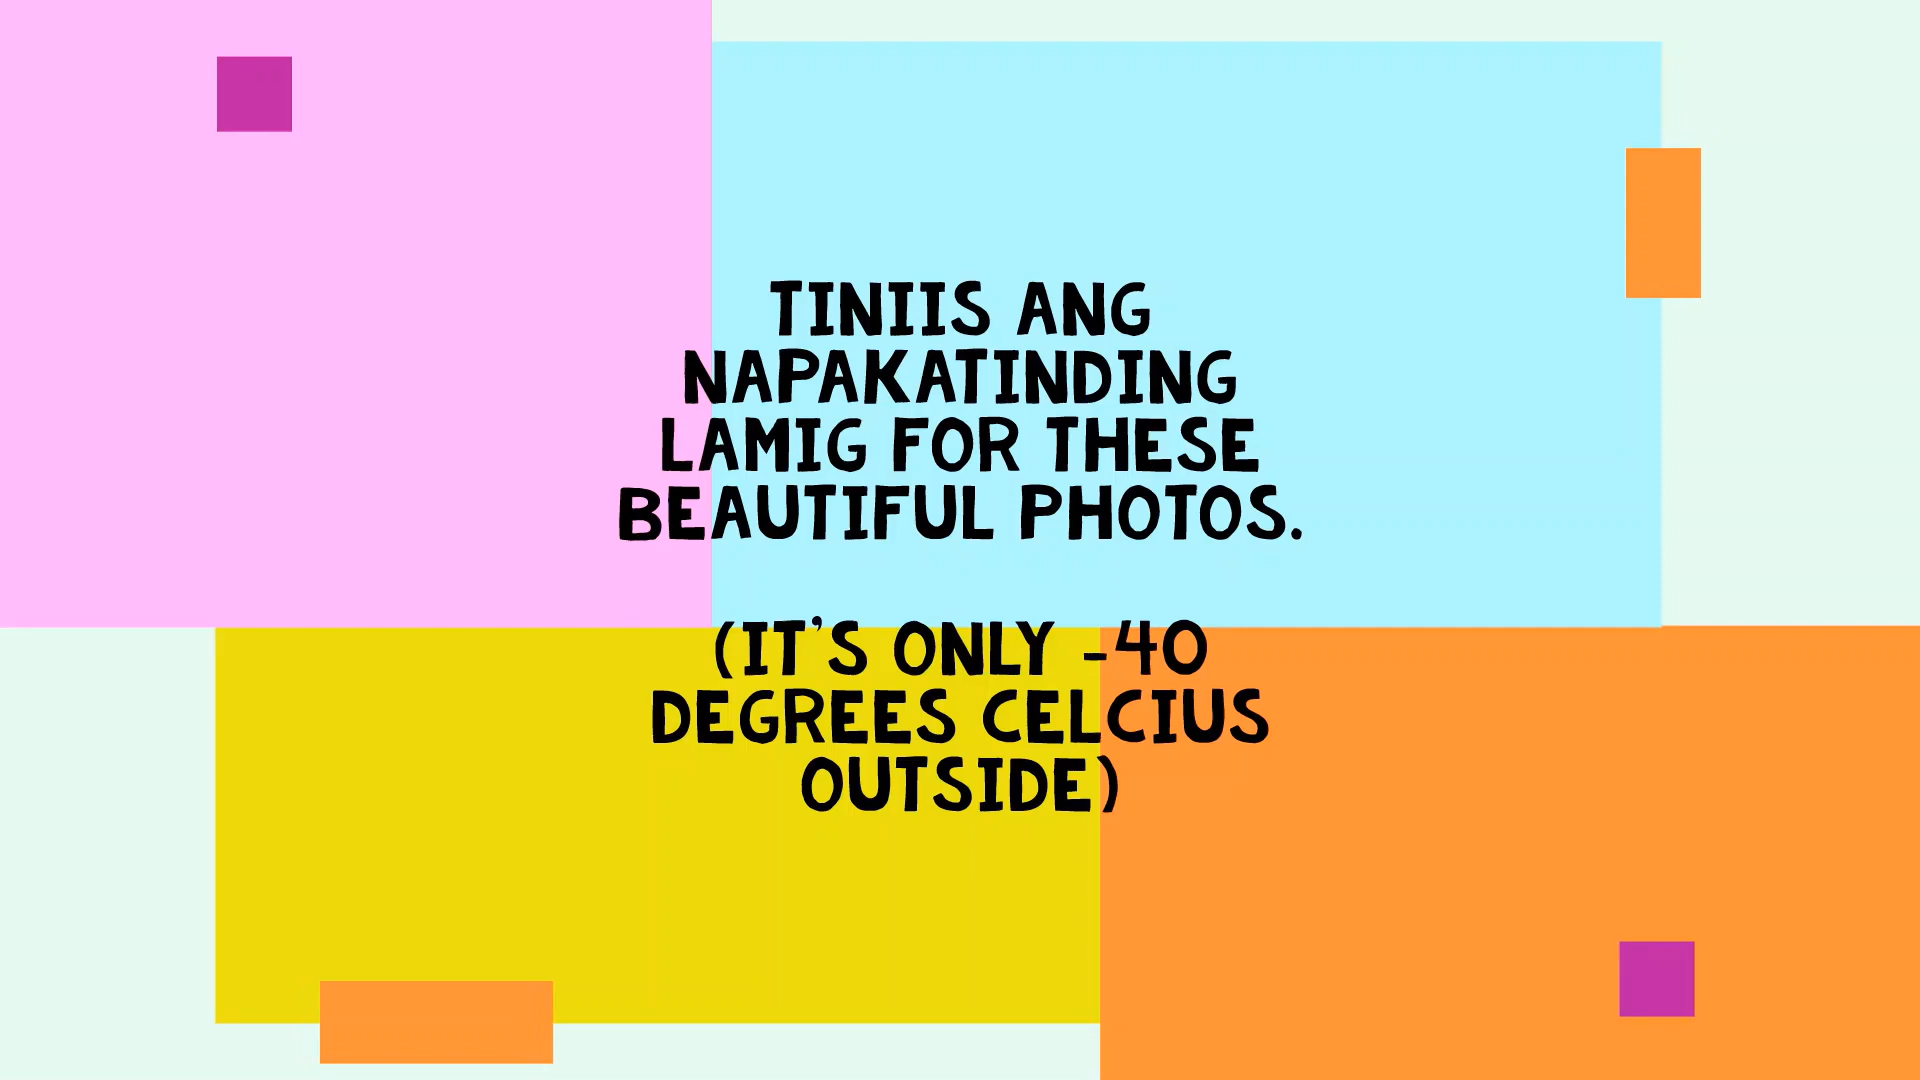 TINIIS ANG
NAPAKATINDING
LAMIG FOR THESE
BEAUTIFUL PHOTOS.
(IT'S ONLY -40
DEGREES CELCIUS
OUTSIDE)